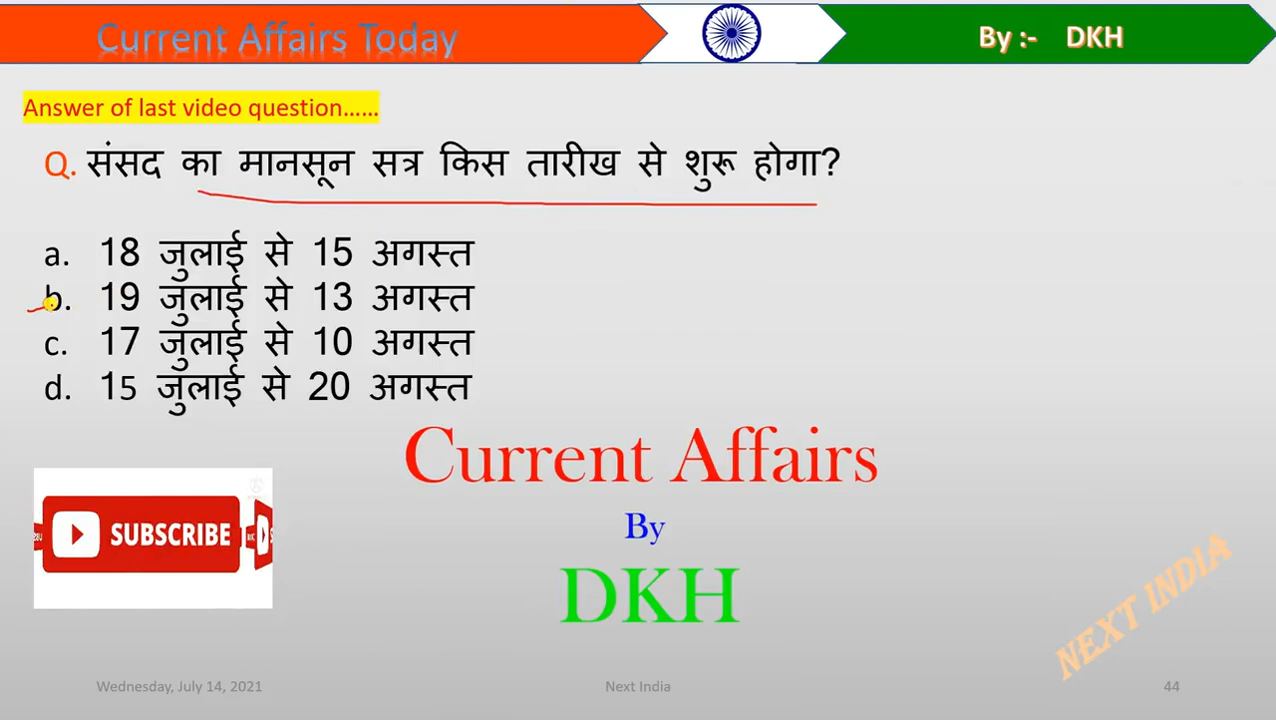 Current Affairs Today
By :- DKH
Answer of last video question......
Q. संसद का मानसून सत्र किस तारीख से शुरू होगा?
a. 18 जुलाई से 15 अगस्त
b. 19 जुलाई से 13 अगस्त
c. 17 जुलाई से 10 अगस्त
d. 15 जुलाई से 20 अगस्त
Current Affairs
By
DKH
SUBSCRIBE
NEXT INDIA
Wednesday, July 14, 2021
Next India
44